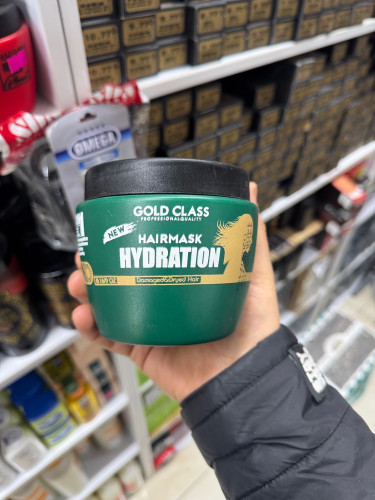 GOLD CLASS
PROFESSIONALQUALITY
NEW
HAIRMASK
HYDRATION
Damaged&Dryed Hair
OMEGA